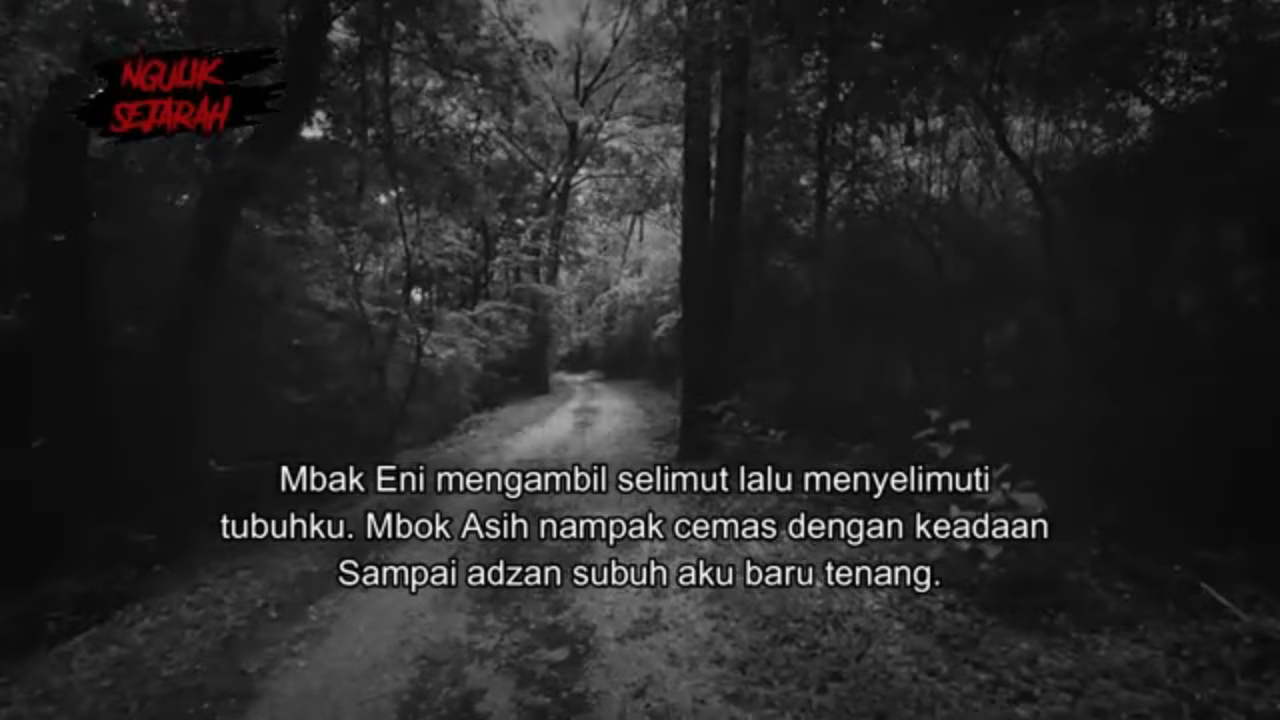 NGULIK
SEJARAH
Mbak Eni mengambil selimut lalu menyelimuti
tubuhku. Mbok Asih nampak cemas dengan keadaan
Sampai adzan subuh aku baru tenang.